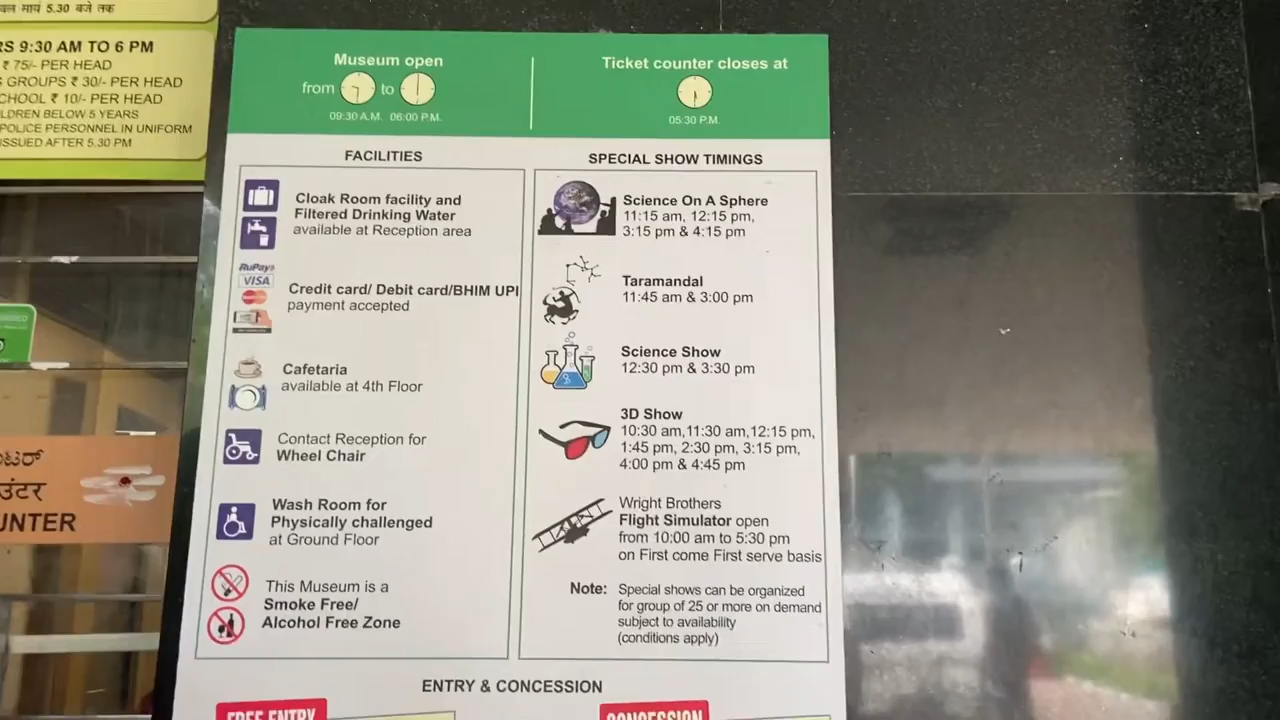 वल सायं 5.30 बजे तक
RS 9:30 AM TO 6 PM
₹ 75/- PER HEAD
GROUPS ₹ 30/- PER HEAD
CHOOL ₹ 10/- PER HEAD
LDREN BELOW 5 YEARS
POLICE PERSONNEL IN UNIFORM
ISSUED AFTER 5.30 PM
ಂಟರ್
उंटर
UNTER
Museum open
from to
09:30 A.M. 06:00 P.M.
Ticket counter closes at
05:30 P.M.
FACILITIES
Cloak Room facility and
Filtered Drinking Water
available at Reception area
RuPay
VISA
Credit card/ Debit card/BHIM UPI
payment accepted
Cafetaria
available at 4th Floor
Contact Reception for
Wheel Chair
Wash Room for
Physically challenged
at Ground Floor
This Museum is a
Smoke Free/
Alcohol Free Zone
SPECIAL SHOW TIMINGS
Science On A Sphere
11:15 am, 12:15 pm,
3:15 pm & 4:15 pm
Taramandal
11:45 am & 3:00 pm
Science Show
12:30 pm & 3:30 pm
3D Show
10:30 am,11:30 am,12:15 pm,
1:45 pm, 2:30 pm, 3:15 pm,
4:00 pm & 4:45 pm
Wright Brothers
Flight Simulator open
from 10:00 am to 5:30 pm
on First come First serve basis
Note: Special shows can be organized
for group of 25 or more on demand
subject to availability
(conditions apply)
ENTRY & CONCESSION
FREE ENTRY
CONCESSION